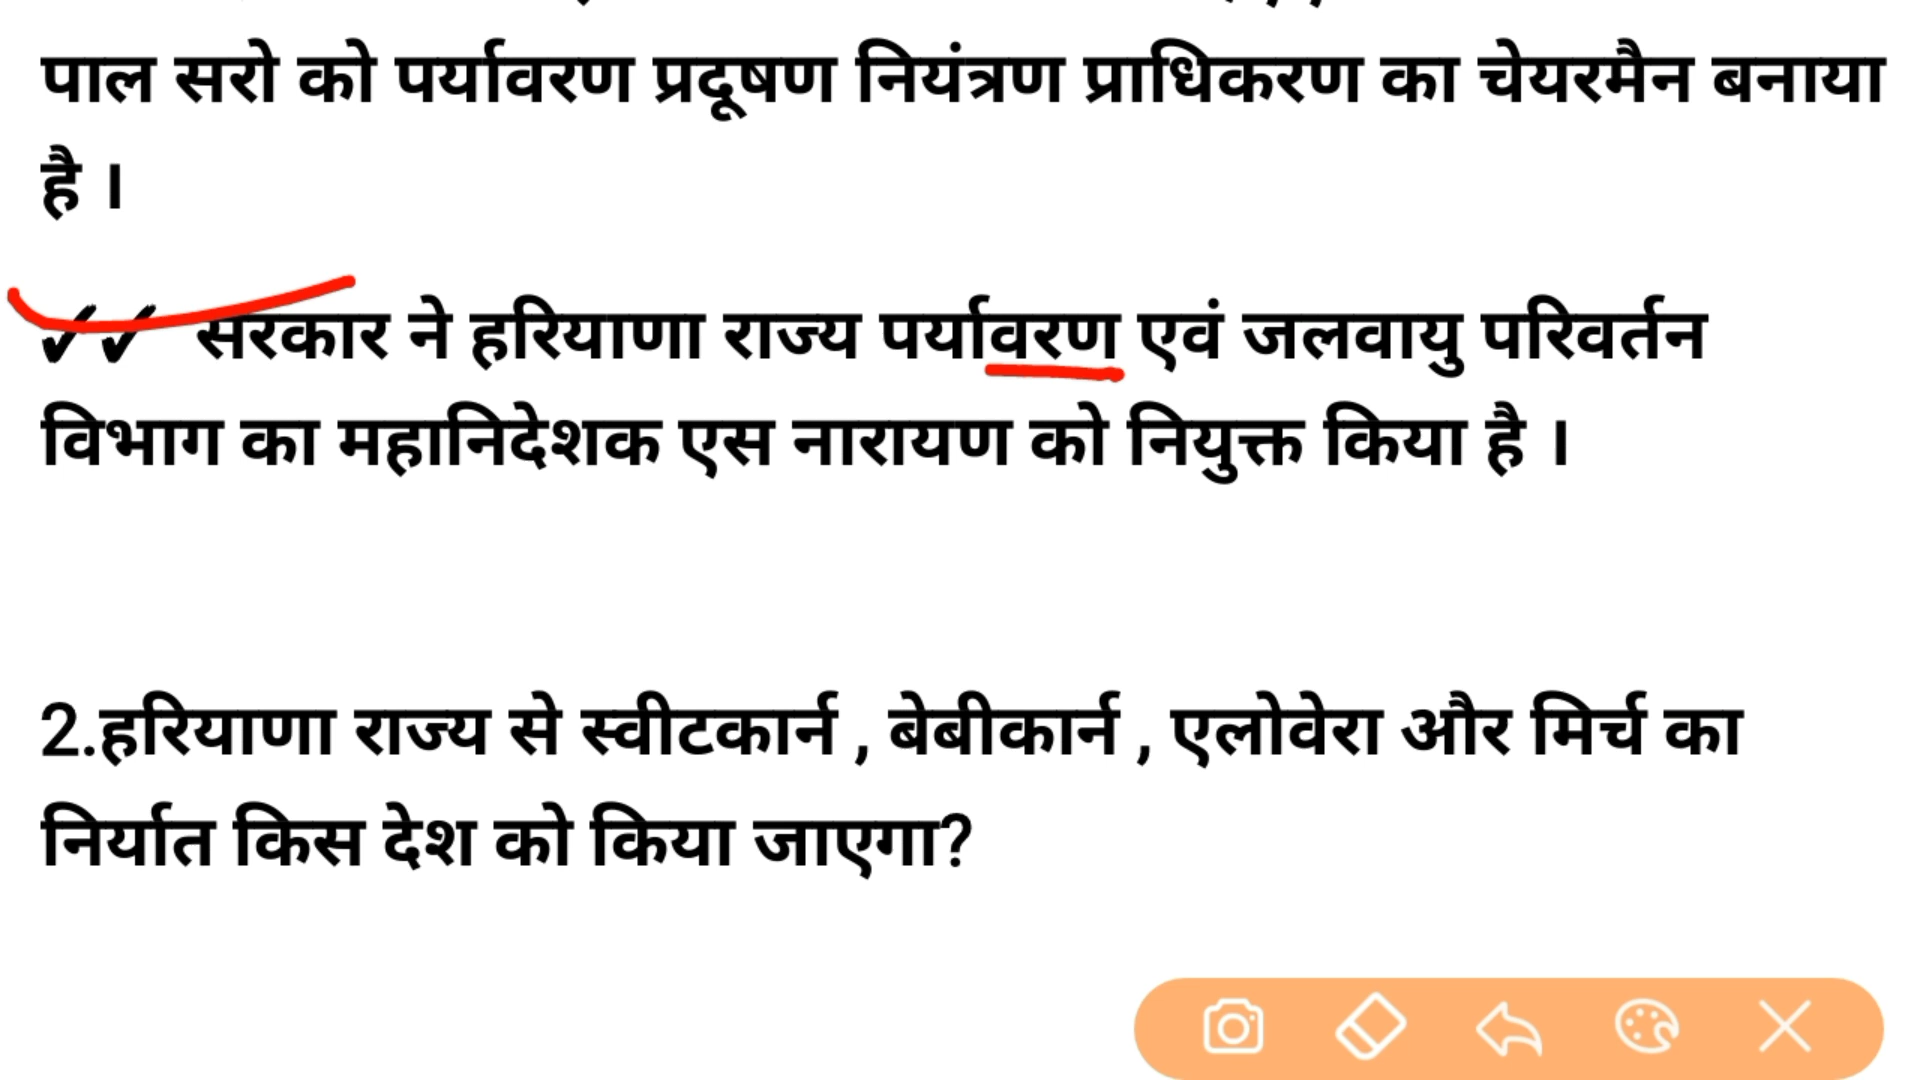 पाल सरो को पर्यावरण प्रदूषण नियंत्रण प्राधिकरण का चेयरमैन बनाया
है ।
✓✓ सरकार ने हरियाणा राज्य पर्यावरण एवं जलवायु परिवर्तन
विभाग का महानिदेशक एस नारायण को नियुक्त किया है ।
2.हरियाणा राज्य से स्वीटकार्न , बेबीकार्न , एलोवेरा और मिर्च का
निर्यात किस देश को किया जाएगा?